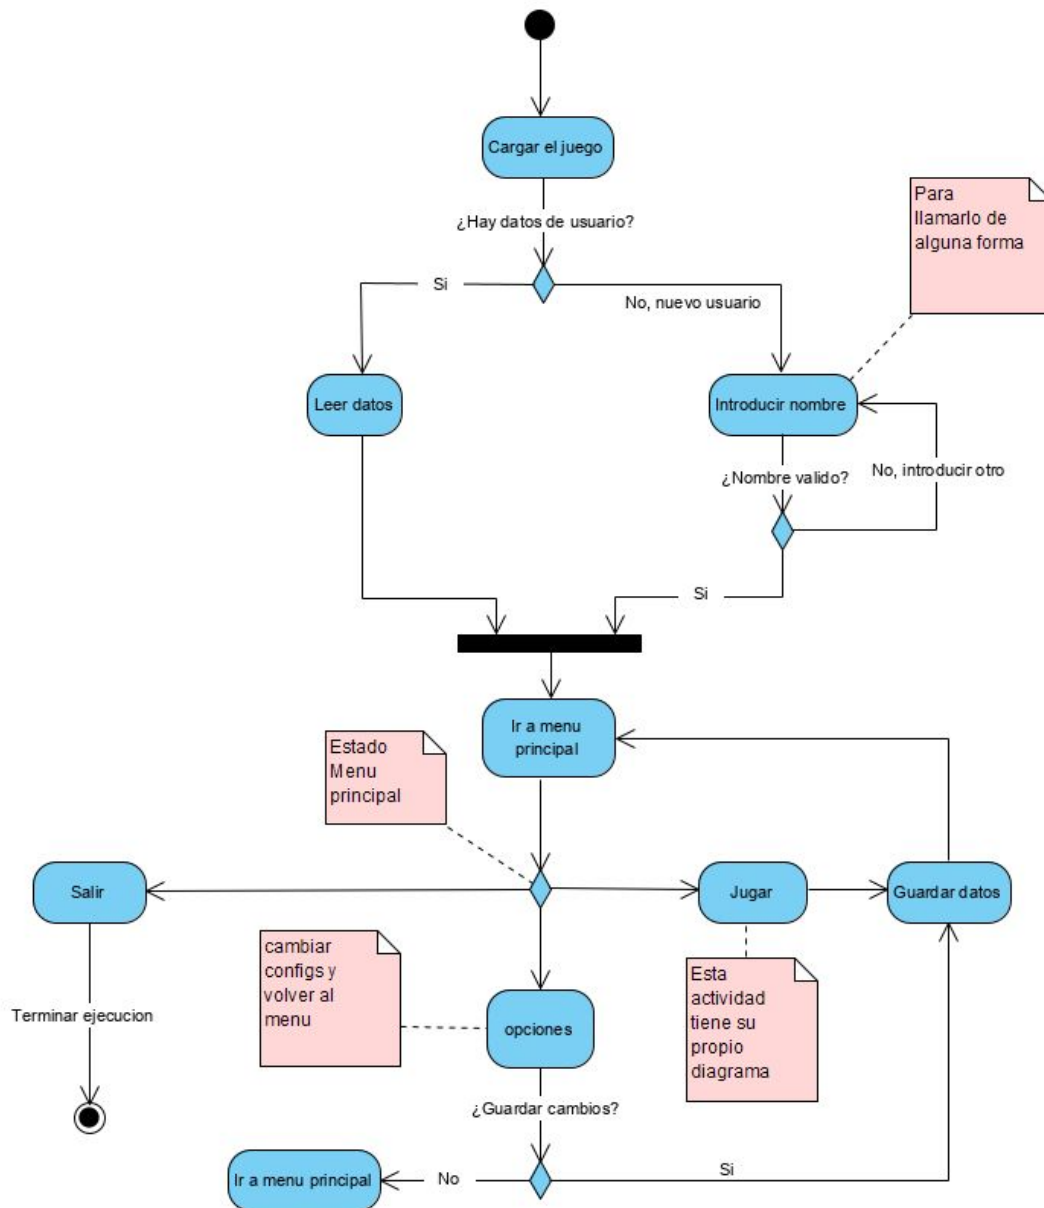 Cargar el juego
¿Hay datos de usuario?
Para
llamarlo de
alguna forma
Si
No, nuevo usuario
Leer datos
Introducir nombre
¿Nombre valido?
No, introducir otro
Si
Ir a menu
principal
Estado
Menu
principal
Salir
Jugar
Guardar datos
cambiar
configs y
volver al
menu
Esta
actividad
tiene su
propio
diagrama
Terminar ejecucion
opciones
¿Guardar cambios?
Ir a menu principal
No
Si